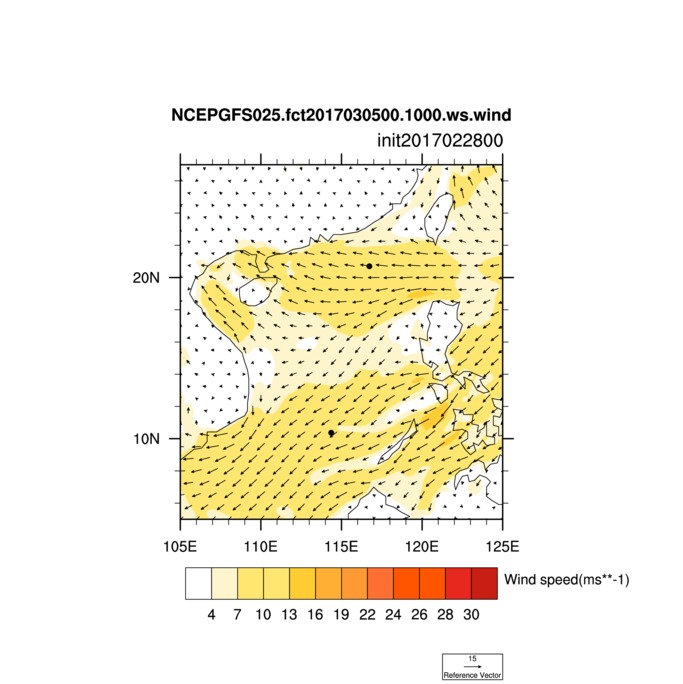 NCEPGFS025.fct2017030500.1000.ws.wind
init2017022800
20N
10N
105E 110E 115E 120E 125E
Wind speed(ms**-1)
4 7 10 13 16 19 22 24 26 28 30
15
Reference Vector